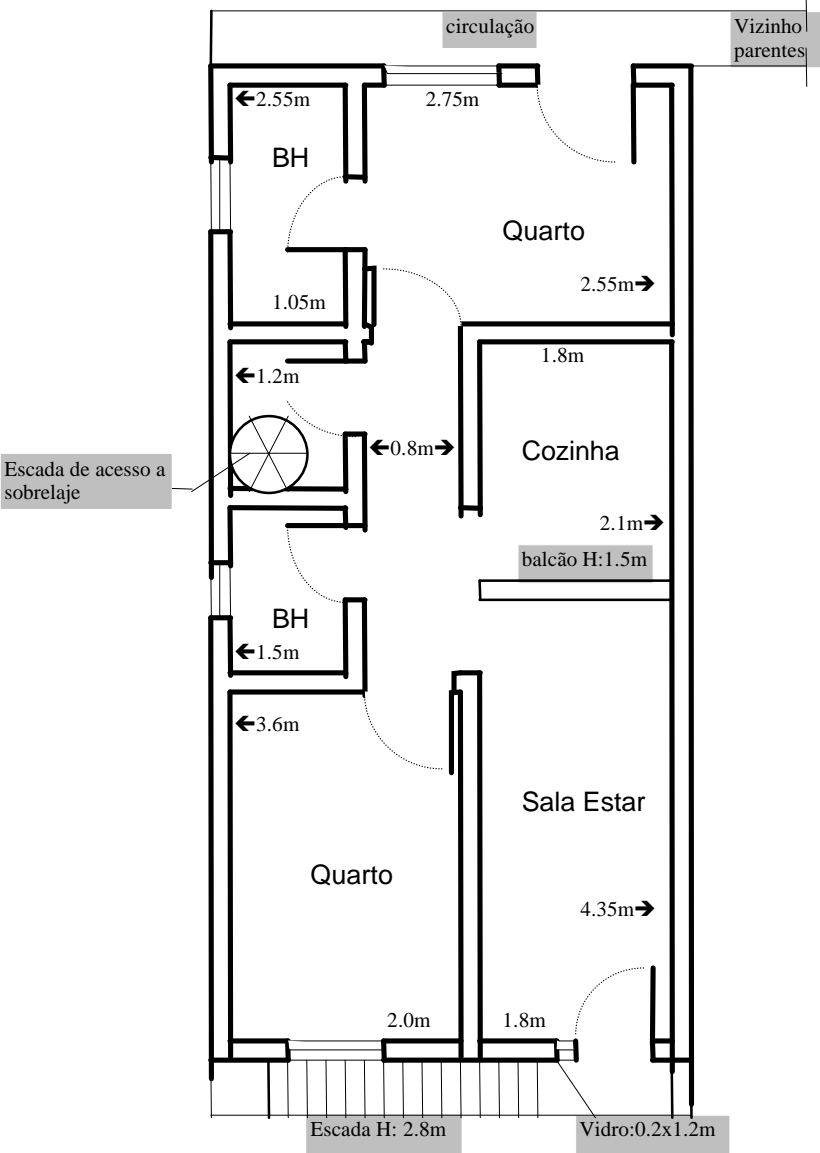 circulação
Vizinho
parentes
2.55m
2.75m
BH
Quarto
2.55m
1.05m
1.8m
1.2m
0.8m
Cozinha
Escada de acesso a
sobrelaje
2.1m
balcão H:1.5m
BH
1.5m
3.6m
Sala Estar
Quarto
4.35m
2.0m
1.8m
Escada H: 2.8m
Vidro:0.2x1.2m